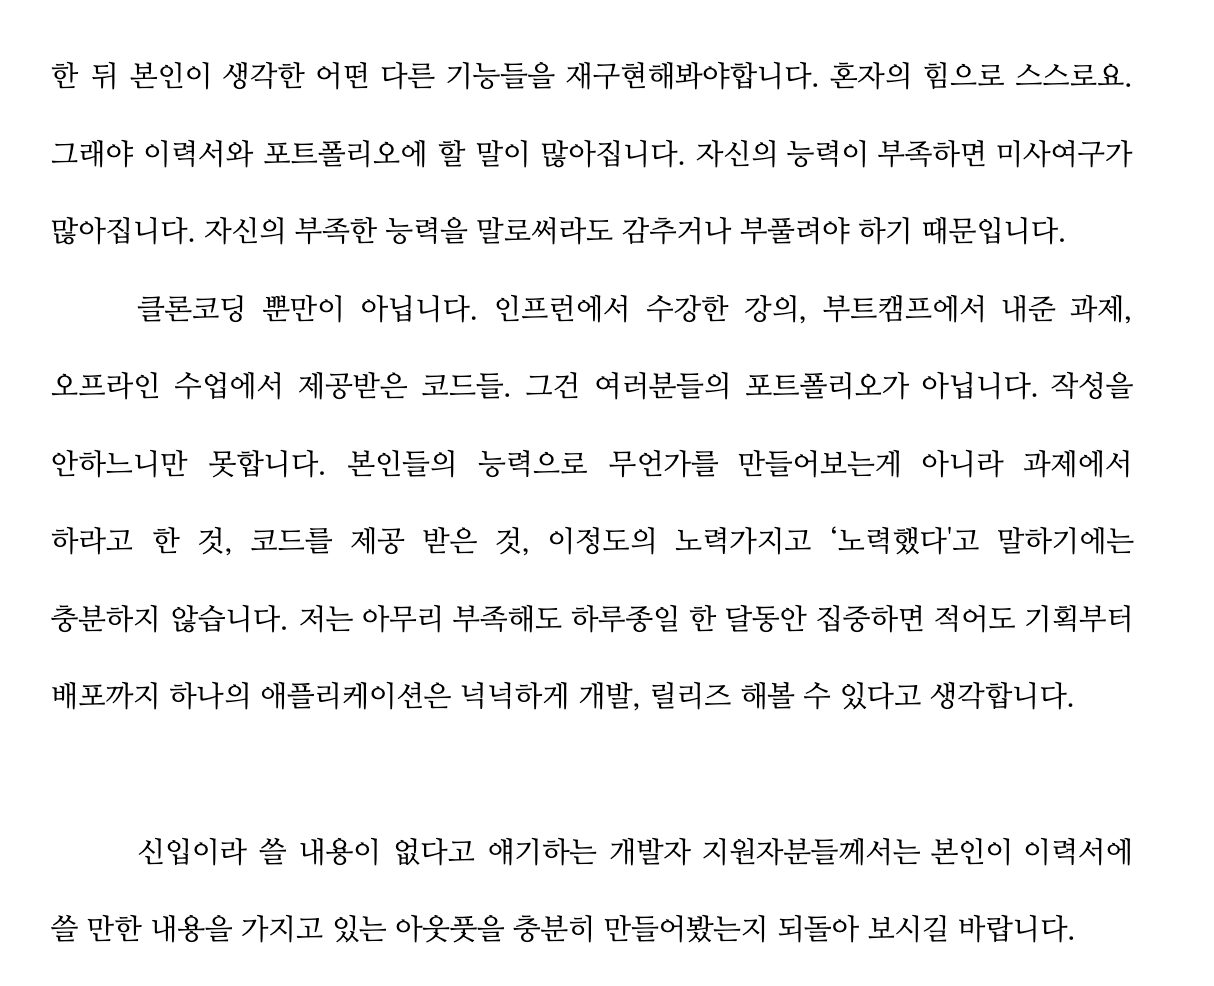 한 뒤 본인이 생각한 어떤 다른 기능들을 재구현해봐야합니다. 혼자의 힘으로 스스로요.
그래야 이력서와 포트폴리오에 할 말이 많아집니다. 자신의 능력이 부족하면 미사여구가
많아집니다. 자신의 부족한 능력을 말로써라도 감추거나 부풀려야 하기 때문입니다.
클론코딩 뿐만이 아닙니다. 인프런에서 수강한 강의, 부트캠프에서 내준 과제,
오프라인 수업에서 제공받은 코드들. 그건 여러분들의 포트폴리오가 아닙니다. 작성을
안하느니만 못합니다. 본인들의 능력으로 무언가를 만들어보는게 아니라 과제에서
하라고 한 것, 코드를 제공 받은 것, 이정도의 노력가지고 ‘노력했다'고 말하기에는
충분하지 않습니다. 저는 아무리 부족해도 하루종일 한 달동안 집중하면 적어도 기획부터
배포까지 하나의 애플리케이션은 넉넉하게 개발, 릴리즈 해볼 수 있다고 생각합니다.
신입이라 쓸 내용이 없다고 얘기하는 개발자 지원자분들께서는 본인이 이력서에
쓸 만한 내용을 가지고 있는 아웃풋을 충분히 만들어봤는지 되돌아 보시길 바랍니다.